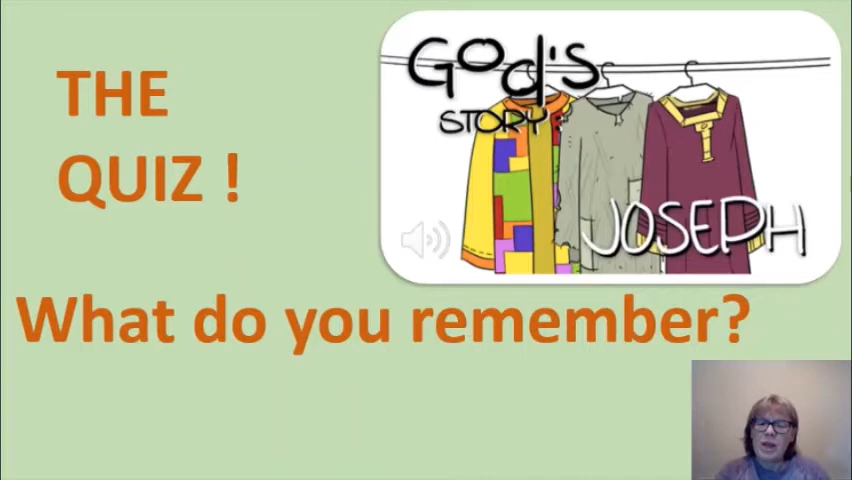 THE
QUIZ !
God's
STORY:
JOSEPH
What do you remember?